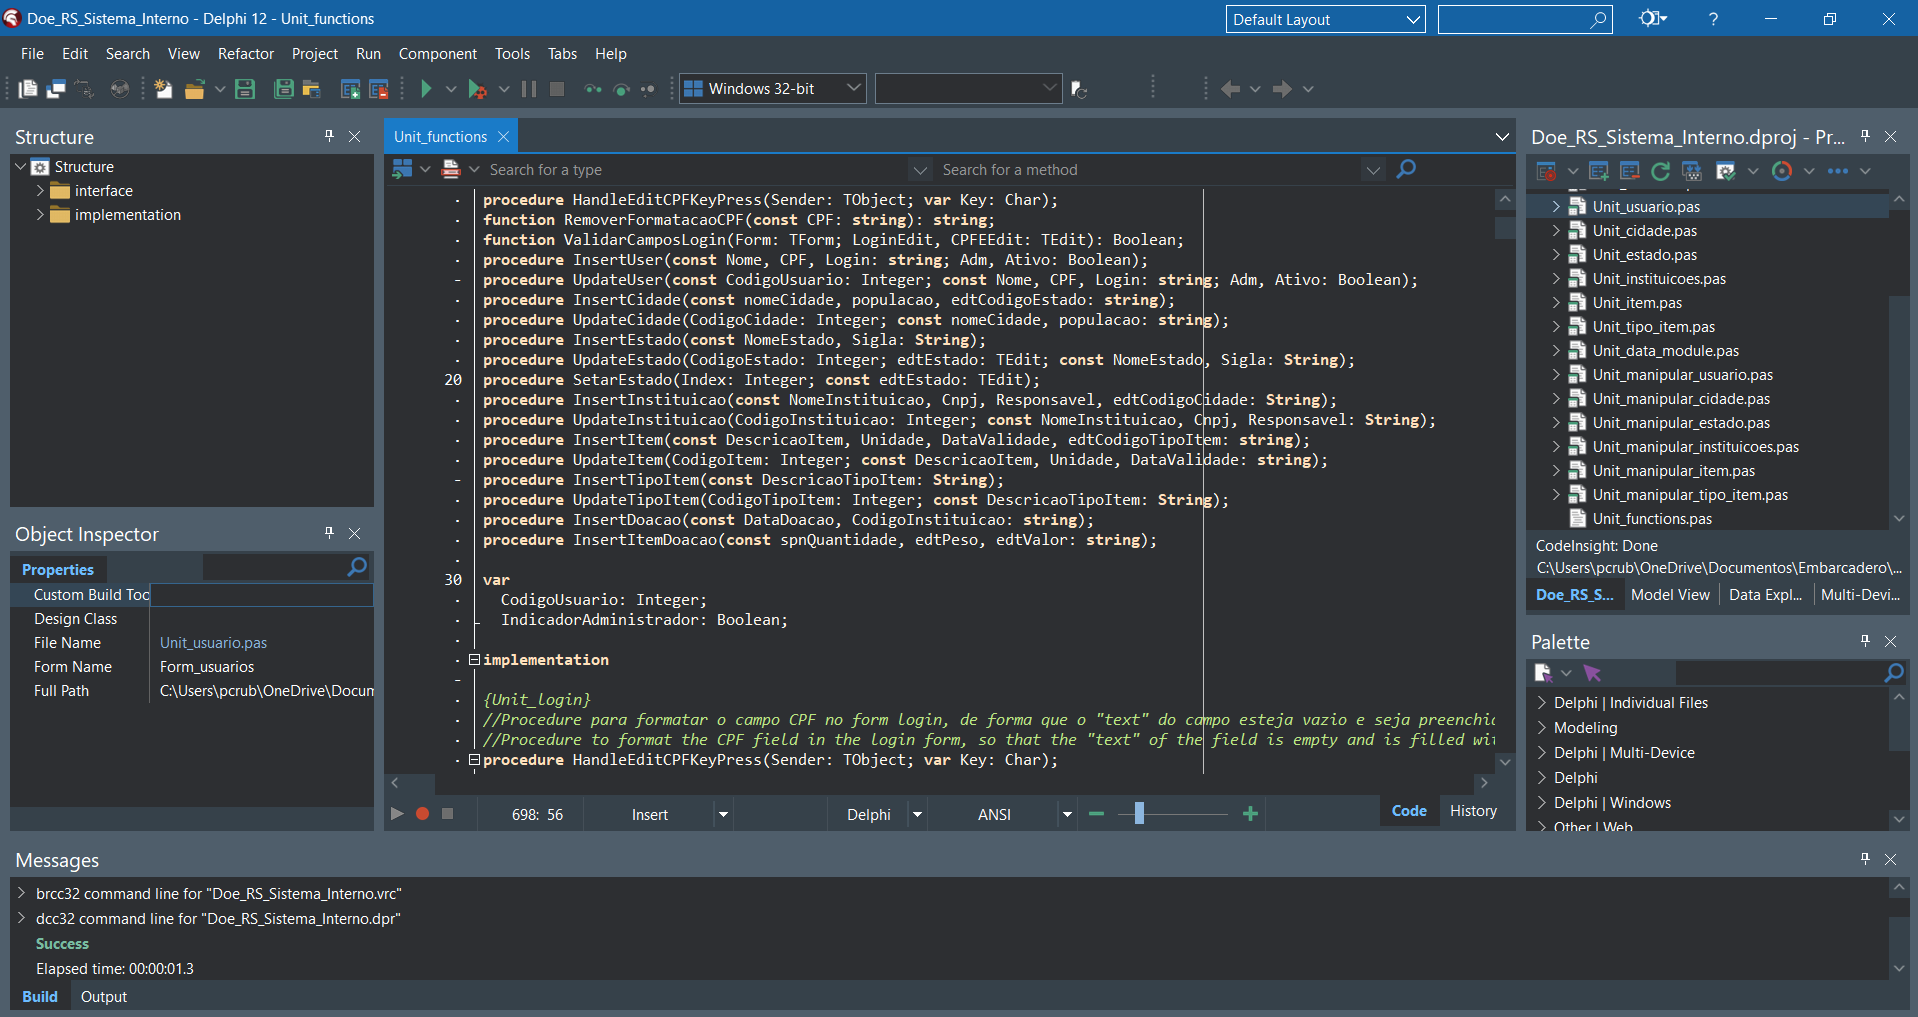 Doe_RS_Sistema_Interno - Delphi 12 - Unit_functions
Default Layout
?
File Edit Search View Refactor Project Run Component Tools Tabs Help
Windows 32-bit
Structure
Structure
interface
implementation
Object Inspector
Properties
Custom Build Toc
Design Class
File Name Unit_usuario.pas
Form Name Form_usuarios
Full Path C:\Users\pcrub\OneDrive\Docum
Unit_functions
Search for a type
Search for a method
procedure HandleEditCPFKeyPress(Sender: TObject; var Key: Char);
function RemoverFormatacaoCPF(const CPF: string): string;
function ValidarCamposLogin(Form: TForm; LoginEdit, CPFEEdit: TEdit): Boolean;
procedure InsertUser(const Nome, CPF, Login: string; Adm, Ativo: Boolean);
procedure UpdateUser(const CodigoUsuario: Integer; const Nome, CPF, Login: string; Adm, Ativo: Boolean);
procedure InsertCidade(const nomeCidade, populacao, edtCodigoEstado: string);
procedure UpdateCidade(CodigoCidade: Integer; const nomeCidade, populacao: string);
procedure InsertEstado(const NomeEstado, Sigla: String);
procedure UpdateEstado(CodigoEstado: Integer; edtEstado: TEdit; const NomeEstado, Sigla: String);
20 procedure SetarEstado(Index: Integer; const edtEstado: TEdit);
procedure InsertInstituicao(const NomeInstituicao, Cnpj, Responsavel, edtCodigoCidade: String);
procedure UpdateInstituicao(CodigoInstituicao: Integer; const NomeInstituicao, Cnpj, Responsavel: String);
procedure InsertItem(const DescricaoItem, Unidade, DataValidade, edtCodigoTipoItem: string);
procedure UpdateItem(CodigoItem: Integer; const DescricaoItem, Unidade, DataValidade: string);
procedure InsertTipoItem(const DescricaoTipoItem: String);
procedure UpdateTipoItem(CodigoTipoItem: Integer; const DescricaoTipoItem: String);
procedure InsertDoacao(const DataDoacao, CodigoInstituicao: string);
procedure InsertItemDoacao(const spnQuantidade, edtPeso, edtValor: string);
30 var
CodigoUsuario: Integer;
IndicadorAdministrador: Boolean;
implementation
{Unit_login}
//Procedure para formatar o campo CPF no form login, de forma que o "text" do campo esteja vazio e seja preenchi
//Procedure to format the CPF field in the login form, so that the "text" of the field is empty and is filled wi
procedure HandleEditCPFKeyPress(Sender: TObject; var Key: Char);
698: 56 Insert Delphi ANSI Code History
Doe_RS_Sistema_Interno.dproj - Pr...
Unit_usuario.pas
Unit_cidade.pas
Unit_estado.pas
Unit_instituicoes.pas
Unit_item.pas
Unit_tipo_item.pas
Unit_data_module.pas
Unit_manipular_usuario.pas
Unit_manipular_cidade.pas
Unit_manipular_estado.pas
Unit_manipular_instituicoes.pas
Unit_manipular_item.pas
Unit_manipular_tipo_item.pas
Unit_functions.pas
CodeInsight: Done
C:\Users\pcrub\OneDrive\Documentos\Embarcadero\...
Doe_RS_S... Model View Data Expl... Multi-Devi...
Palette
Delphi | Individual Files
Modeling
Delphi | Multi-Device
Delphi
Delphi | Windows
Other | Web
Messages
brcc32 command line for "Doe_RS_Sistema_Interno.vrc"
dcc32 command line for "Doe_RS_Sistema_Interno.dpr"
Success
Elapsed time: 00:00:01.3
Build Output